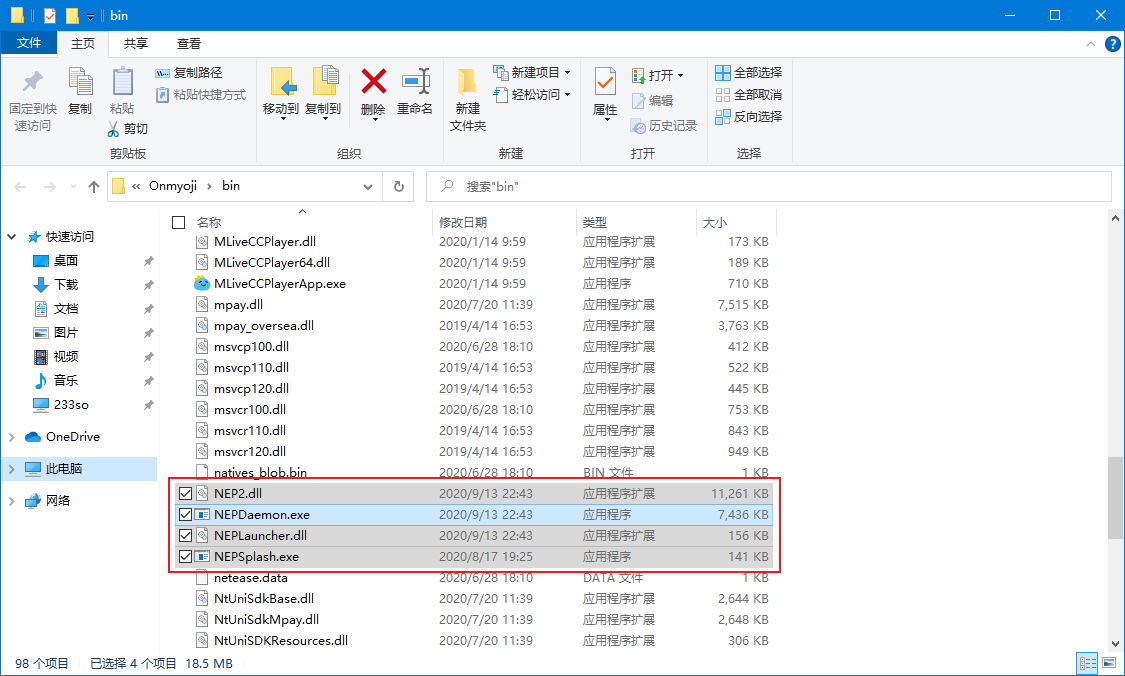 bin
文件 主页 共享 查看
固定到快速访问
复制
粘贴
复制路径
粘贴快捷方式
剪切
剪贴板
移动到 复制到 删除 重命名
组织
新建文件夹
新建项目
轻松访问
新建
属性
打开
编辑
历史记录
打开
全部选择
全部取消
反向选择
选择
« Onmyoji › bin
搜索"bin"
快速访问
桌面
下载
文档
图片
视频
音乐
233so
OneDrive
此电脑
网络
名称 修改日期 类型 大小
MLiveCCPlayer.dll 2020/1/14 9:59 应用程序扩展 173 KB
MLiveCCPlayer64.dll 2020/1/14 9:59 应用程序扩展 189 KB
MLiveCCPlayerApp.exe 2020/1/14 9:59 应用程序 710 KB
mpay.dll 2020/7/20 11:39 应用程序扩展 7,515 KB
mpay_oversea.dll 2019/4/14 16:53 应用程序扩展 3,763 KB
msvcp100.dll 2020/6/28 18:10 应用程序扩展 412 KB
msvcp110.dll 2019/4/14 16:53 应用程序扩展 522 KB
msvcp120.dll 2019/4/14 16:53 应用程序扩展 445 KB
msvcr100.dll 2020/6/28 18:10 应用程序扩展 753 KB
msvcr110.dll 2019/4/14 16:53 应用程序扩展 843 KB
msvcr120.dll 2019/4/14 16:53 应用程序扩展 949 KB
natives_blob.bin 2020/6/28 18:10 BIN 文件 1 KB
NEP2.dll 2020/9/13 22:43 应用程序扩展 11,261 KB
NEPDaemon.exe 2020/9/13 22:43 应用程序 7,436 KB
NEPLauncher.dll 2020/9/13 22:43 应用程序扩展 156 KB
NEPSplash.exe 2020/8/17 19:25 应用程序 141 KB
netease.data 2020/6/28 18:10 DATA 文件 1 KB
NtUniSdkBase.dll 2020/7/20 11:39 应用程序扩展 2,644 KB
NtUniSdkMpay.dll 2020/7/20 11:39 应用程序扩展 2,648 KB
NtUniSDKResources.dll 2020/7/20 11:39 应用程序扩展 306 KB
98 个项目 已选择 4 个项目 18.5 MB